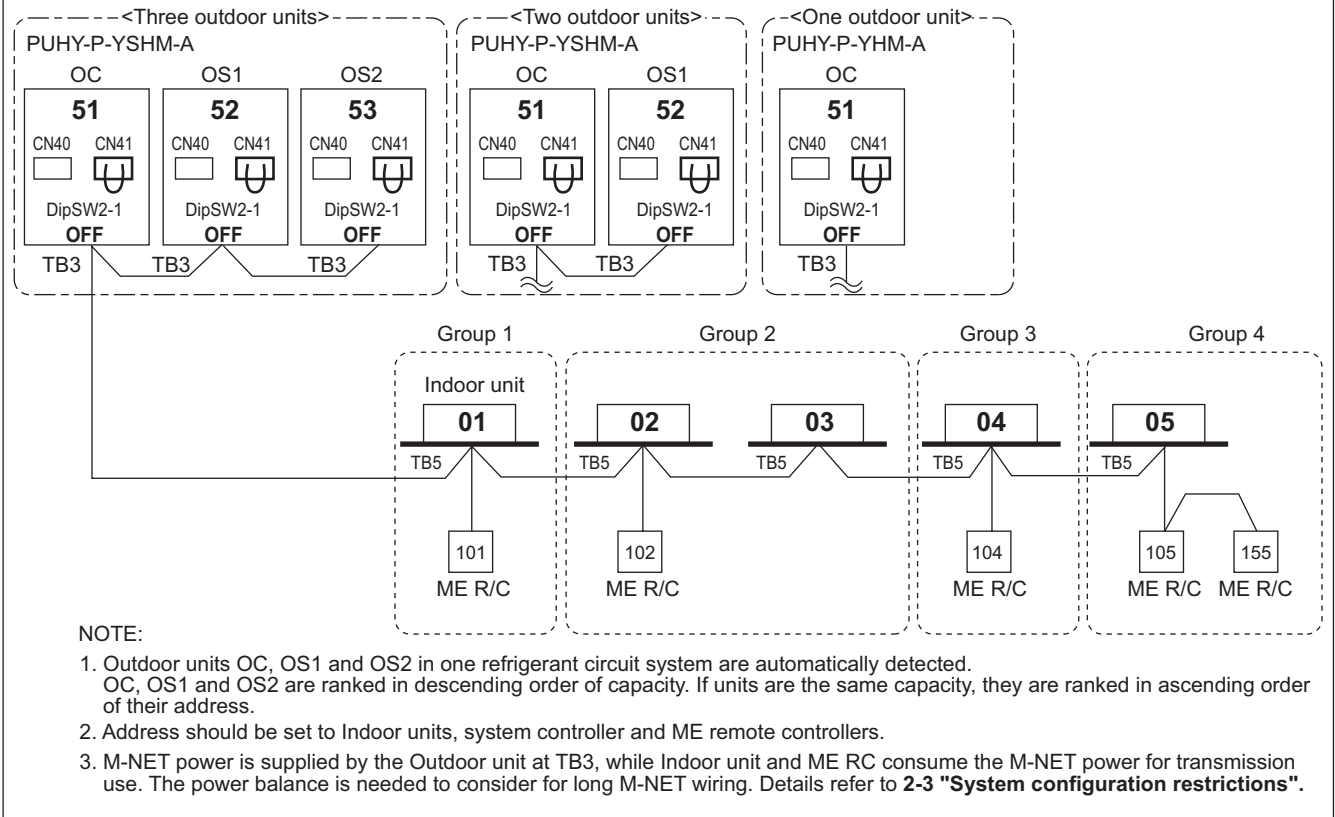 <Three outdoor units> <Two outdoor units> <One outdoor unit>
PUHY-P-YSHM-A PUHY-P-YSHM-A PUHY-P-YHM-A
OC OS1 OS2 OC OS1 OC
51 52 53 51 52 51
CN40 CN41 CN40 CN41 CN40 CN41 CN40 CN41 CN40 CN41 CN40 CN41
DipSW2-1 DipSW2-1 DipSW2-1 DipSW2-1 DipSW2-1 DipSW2-1
OFF OFF OFF OFF OFF OFF
TB3 TB3 TB3 TB3 TB3 TB3
Group 1 Group 2 Group 3 Group 4
Indoor unit
01 02 03 04 05
TB5 TB5 TB5 TB5 TB5
101 102 104 105 155
ME R/C ME R/C ME R/C ME R/C ME R/C
NOTE:
1. Outdoor units OC, OS1 and OS2 in one refrigerant circuit system are automatically detected.
OC, OS1 and OS2 are ranked in descending order of capacity. If units are the same capacity, they are ranked in ascending order
of their address.
2. Address should be set to Indoor units, system controller and ME remote controllers.
3. M-NET power is supplied by the Outdoor unit at TB3, while Indoor unit and ME RC consume the M-NET power for transmission
use. The power balance is needed to consider for long M-NET wiring. Details refer to 2-3 "System configuration restrictions".